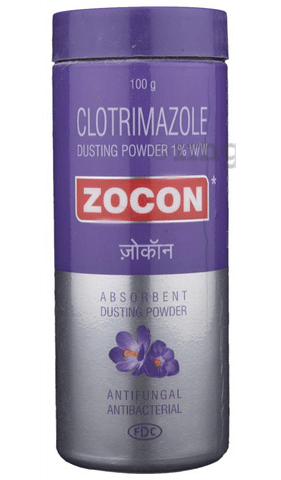 100 g
CLOTRIMAZOLE
DUSTING POWDER 1% W/W
ZOCON*
ज़ोकॉन
ABSORBENT
DUSTING POWDER
ANTIFUNGAL
ANTIBACTERIAL
FDC